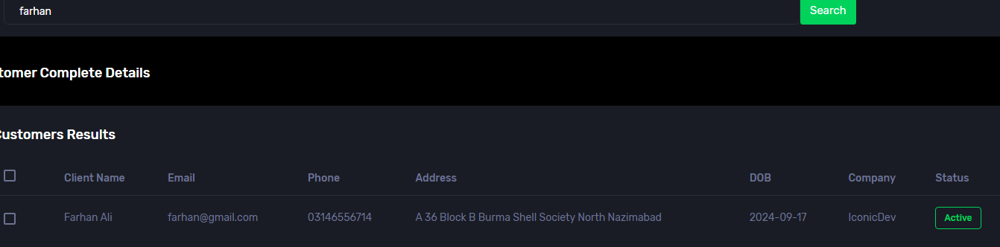 farhan
Search
tomer Complete Details
Customers Results
Client Name Email Phone Address DOB Company Status
Farhan Ali farhan@gmail.com 03146556714 A 36 Block B Burma Shell Society North Nazimabad 2024-09-17 IconicDev Active